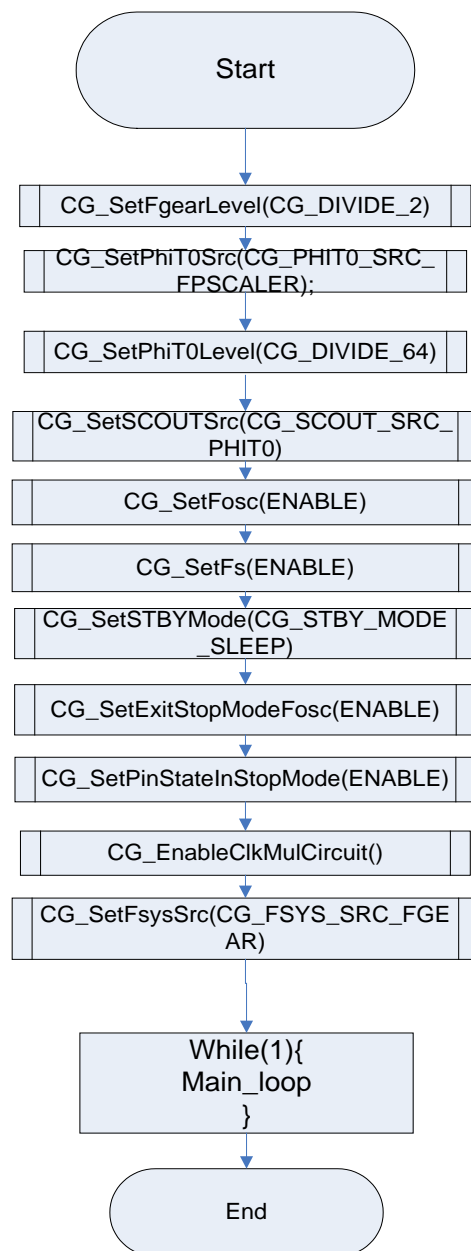 Start
CG_SetFgearLevel(CG_DIVIDE_2)
CG_SetPhiT0Src(CG_PHIT0_SRC_
FPSCALER);
CG_SetPhiT0Level(CG_DIVIDE_64)
CG_SetSCOUTSrc(CG_SCOUT_SRC_
PHIT0)
CG_SetFosc(ENABLE)
CG_SetFs(ENABLE)
CG_SetSTBYMode(CG_STBY_MODE
_SLEEP)
CG_SetExitStopModeFosc(ENABLE)
CG_SetPinStateInStopMode(ENABLE)
CG_EnableClkMulCircuit()
CG_SetFsysSrc(CG_FSYS_SRC_FGE
AR)
While(1){
Main_loop
}
End